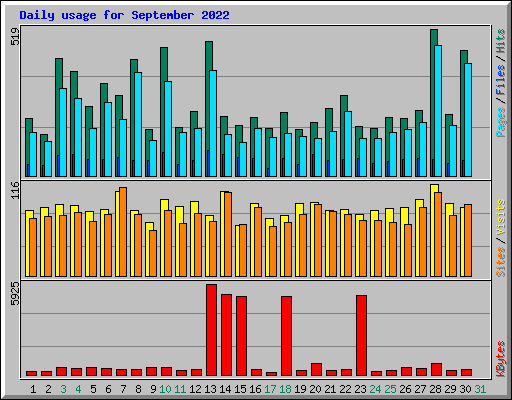 Daily usage for September 2022
519
Pages / Files / Hits
116
Sites / Visits
5925
KBytes
1 2 3 4 5 6 7 8 9 10 11 12 13 14 15 16 17 18 19 20 21 22 23 24 25 26 27 28 29 30 31